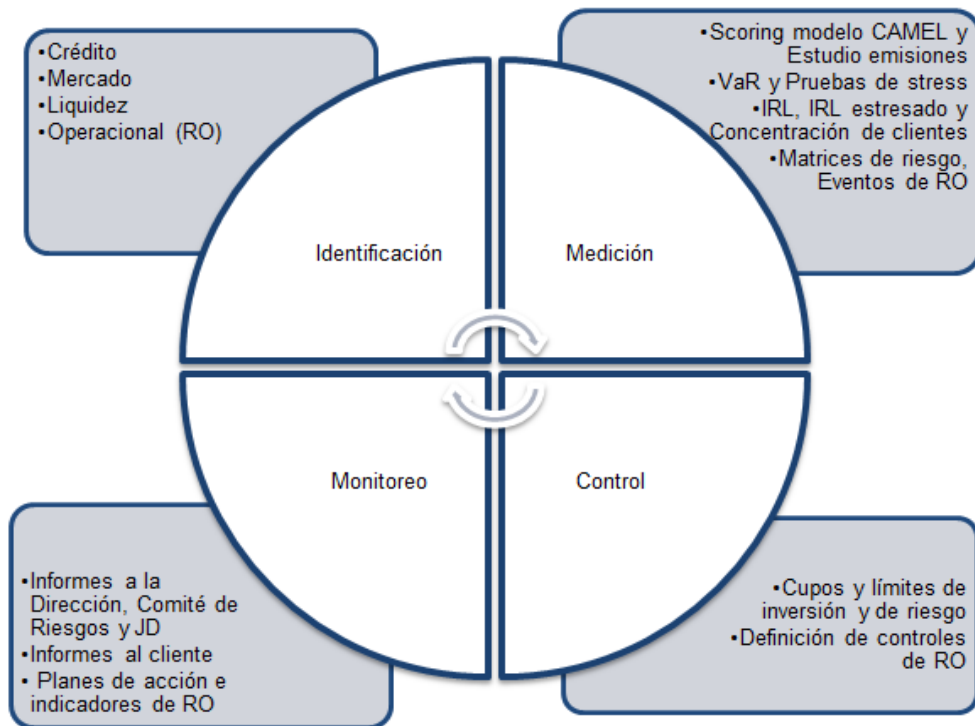 •Crédito
•Mercado
•Liquidez
•Operacional (RO)
•Scoring modelo CAMEL y
Estudio emisiones
•VaR y Pruebas de stress
•IRL, IRL estresado y
Concentración de clientes
•Matrices de riesgo,
Eventos de RO
Identificación
Medición
Monitoreo
Control
•Informes a la
Dirección, Comité de
Riesgos y JD
•Informes al cliente
• Planes de acción e
indicadores de RO
•Cupos y límites de
inversión y de riesgo
•Definición de controles
de RO